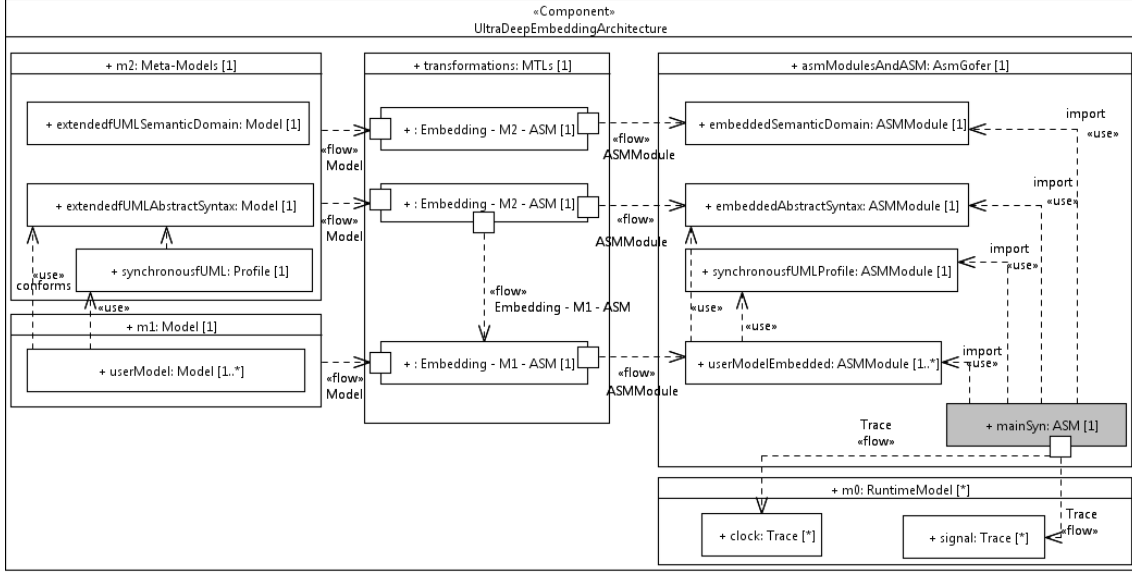 «Component»
UltraDeepEmbeddingArchitecture
+ m2: Meta-Models [1]
+ extendedfUMLSemanticDomain: Model [1]
+ extendedfUMLAbstractSyntax: Model [1]
+ synchronousfUML: Profile [1]
«use»
conforms
«use»
+ m1: Model [1]
+ userModel: Model [1..*]
«flow»
Model
«flow»
Model
«flow»
Model
+ transformations: MTLs [1]
+ : Embedding - M2 - ASM [1]
+ : Embedding - M2 - ASM [1]
«flow»
Embedding - M1 - ASM
+ : Embedding - M1 - ASM [1]
«flow»
ASMModule
«flow»
ASMModule
«flow»
ASMModule
+ asmModulesAndASM: AsmGofer [1]
+ embeddedSemanticDomain: ASMModule [1]
+ embeddedAbstractSyntax: ASMModule [1]
+ synchronousfUMLProfile: ASMModule [1]
«use»
«use»
+ userModelEmbedded: ASMModule [1..*]
import
«use»
import
«use»
import
«use»
import
«use»
+ mainSyn: ASM [1]
Trace
«flow»
+ m0: RuntimeModel [*]
+ clock: Trace [*]
+ signal: Trace [*]
Trace
«flow»